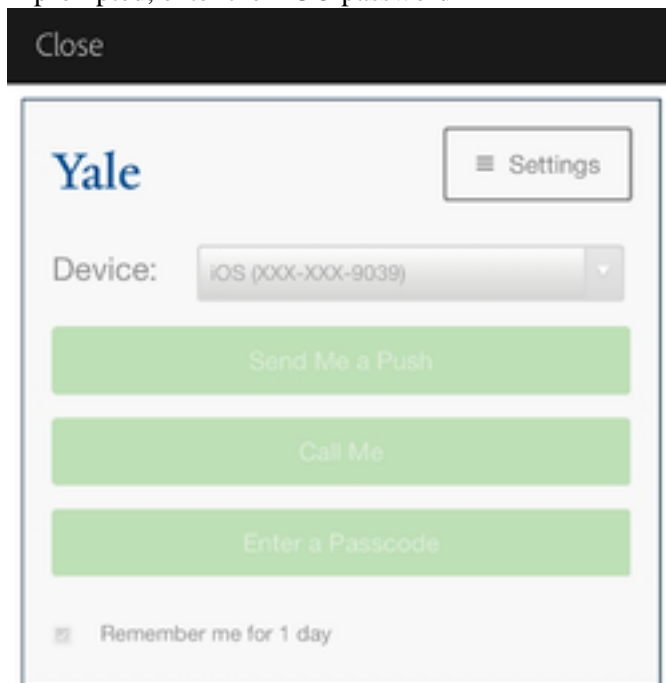 Close
Yale
Settings
Device: iOS (XXX-XXX-9039)
Send Me a Push
Call Me
Enter a Passcode
Remember me for 1 day